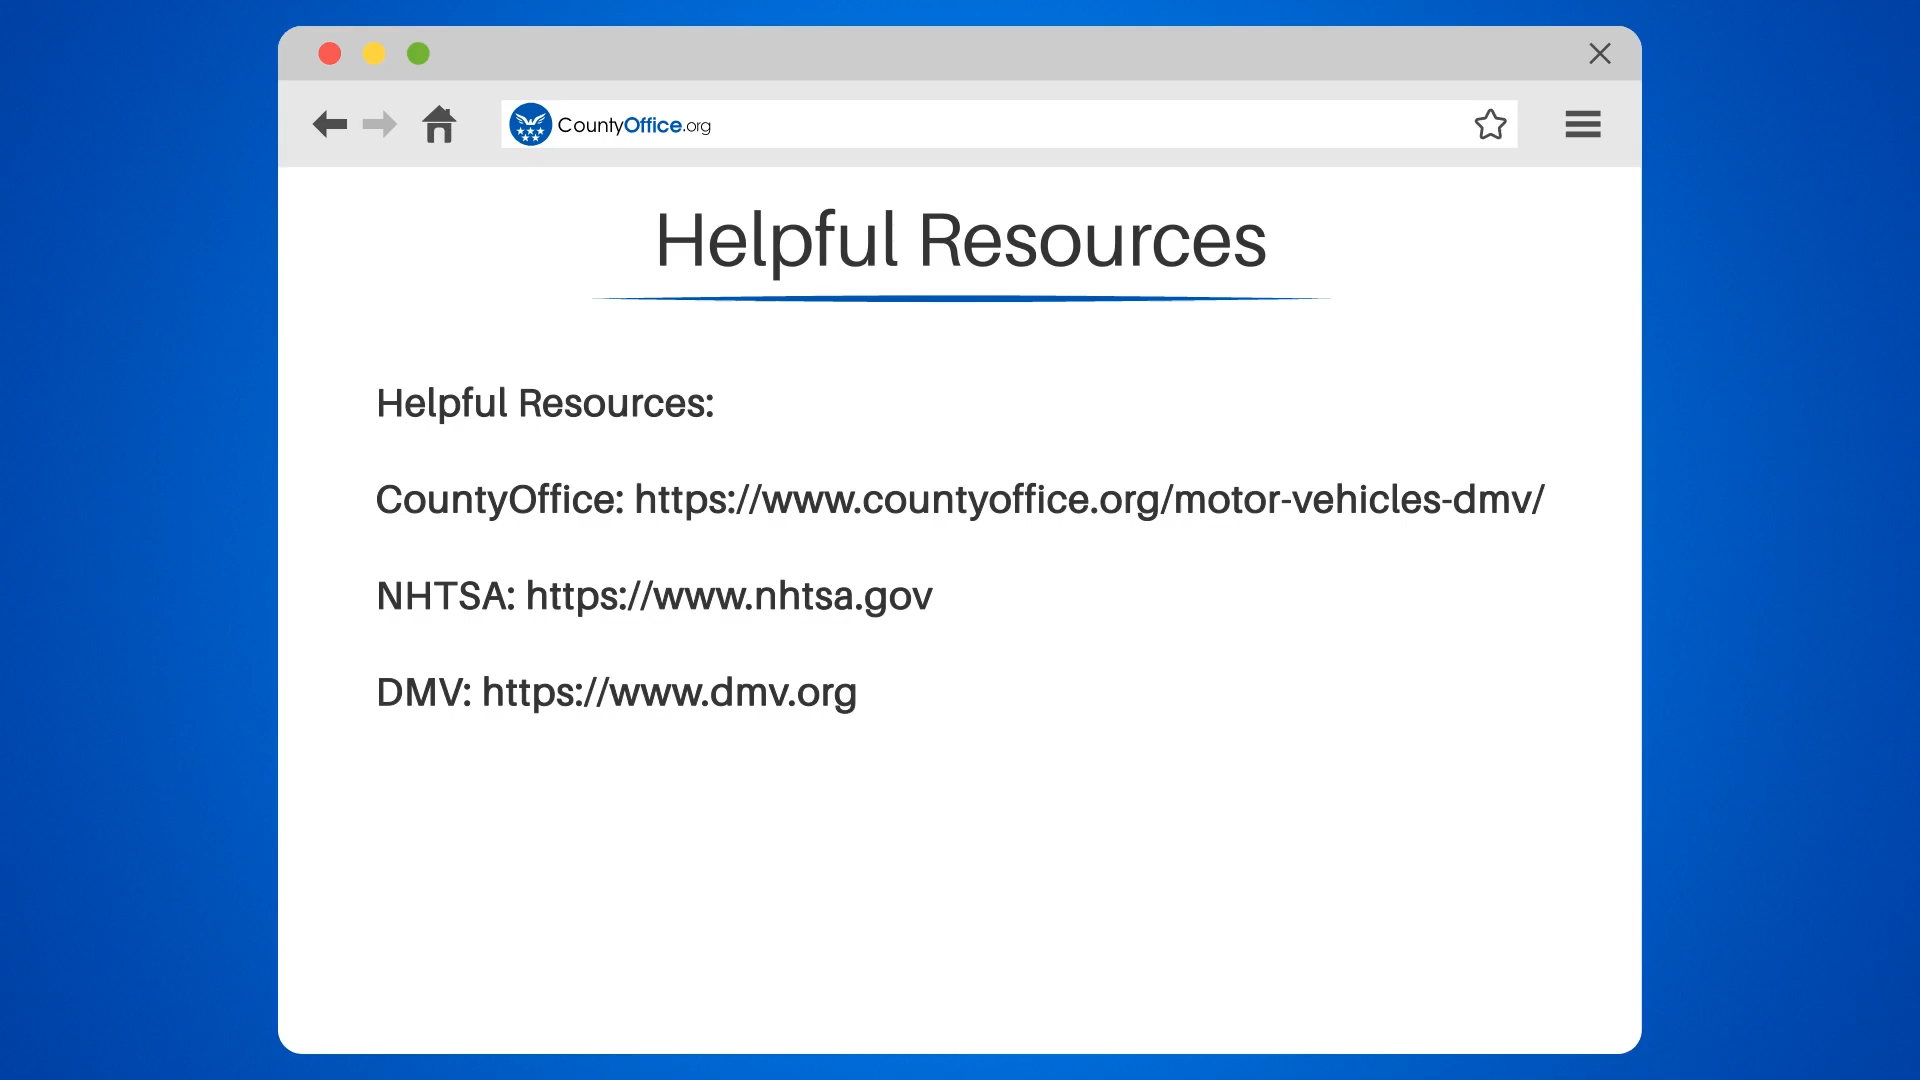 CountyOffice.org
Helpful Resources
Helpful Resources:
CountyOffice: https://www.countyoffice.org/motor-vehicles-dmv/
NHTSA: https://www.nhtsa.gov
DMV: https://www.dmv.org